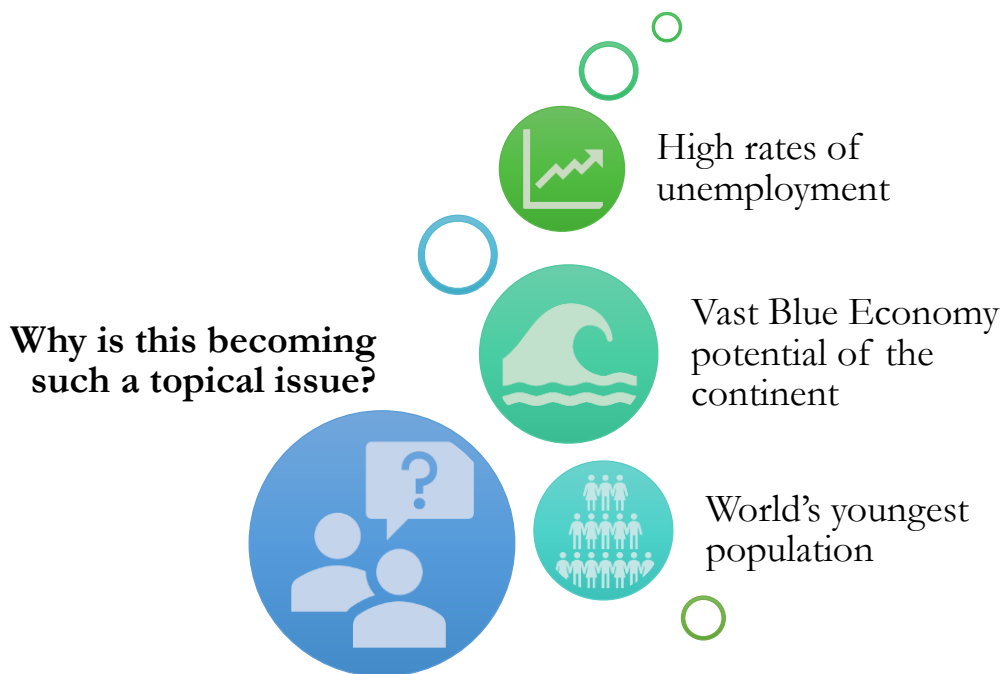 Why is this becoming
such a topical issue?
High rates of
unemployment
Vast Blue Economy
potential of the
continent
World’s youngest
population
?